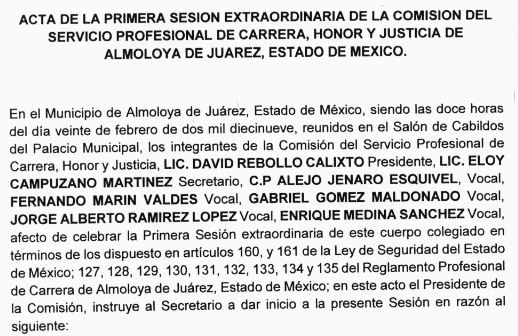 ACTA DE LA PRIMERA SESION EXTRAORDINARIA DE LA COMISION DEL
SERVICIO PROFESIONAL DE CARRERA, HONOR Y JUSTICIA DE
ALMOLOYA DE JUAREZ, ESTADO DE MEXICO.
En el Municipio de Almoloya de Juárez, Estado de México, siendo las doce horas
del día veinte de febrero de dos mil diecinueve, reunidos en el Salón de Cabildos
del Palacio Municipal, los integrantes de la Comisión del Servicio Profesional de
Carrera, Honor y Justicia, LIC. DAVID REBOLLO CALIXTO Presidente, LIC. ELOY
CAMPUZANO MARTINEZ Secretario, C.P ALEJO JENARO ESQUIVEL, Vocal,
FERNANDO MARIN VALDES Vocal, GABRIEL GOMEZ MALDONADO Vocal,
JORGE ALBERTO RAMIREZ LOPEZ Vocal, ENRIQUE MEDINA SANCHEZ Vocal,
afecto de celebrar la Primera Sesión extraordinaria de este cuerpo colegiado en
términos de los dispuesto en artículos 160, y 161 de la Ley de Seguridad del Estado
de México; 127, 128, 129, 130, 131, 132, 133, 134 y 135 del Reglamento Profesional
de Carrera de Almoloya de Juárez, Estado de México; en este acto el Presidente de
la Comisión, instruye al Secretario a dar inicio a la presente Sesión en razón al
siguiente: